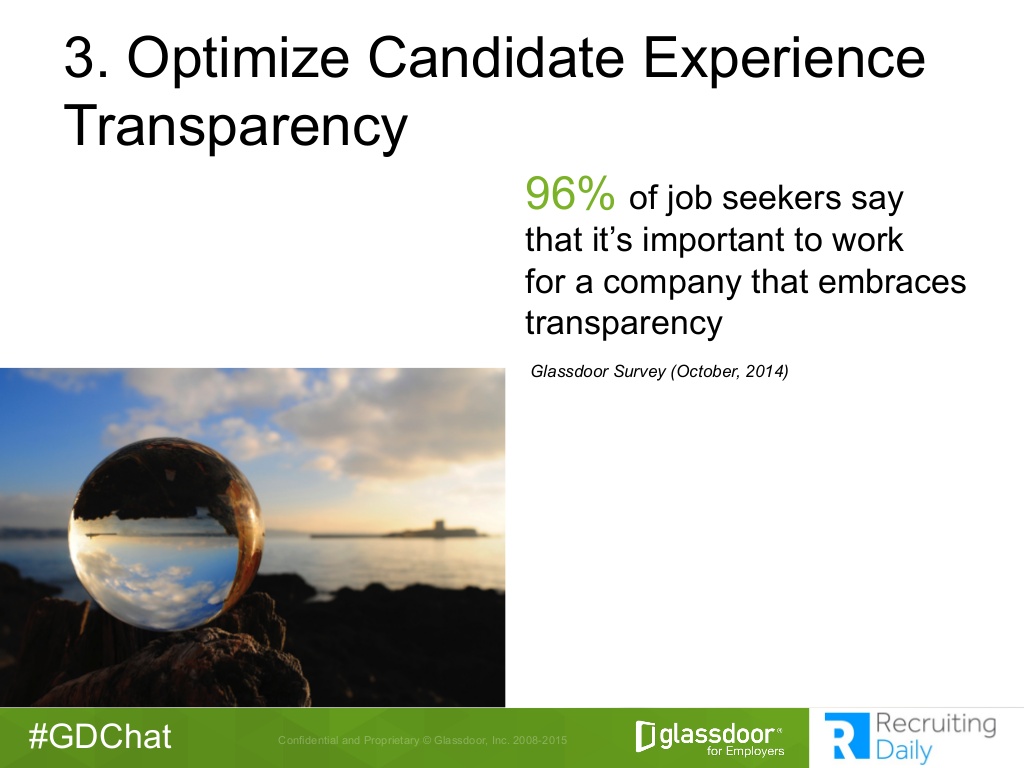 3. Optimize Candidate Experience
Transparency
96% of job seekers say
that it’s important to work
for a company that embraces
transparency
Glassdoor Survey (October, 2014)
#GDChat
Confidential and Proprietary © Glassdoor, Inc. 2008-2015
glassdoor®
for Employers
Recruiting
Daily